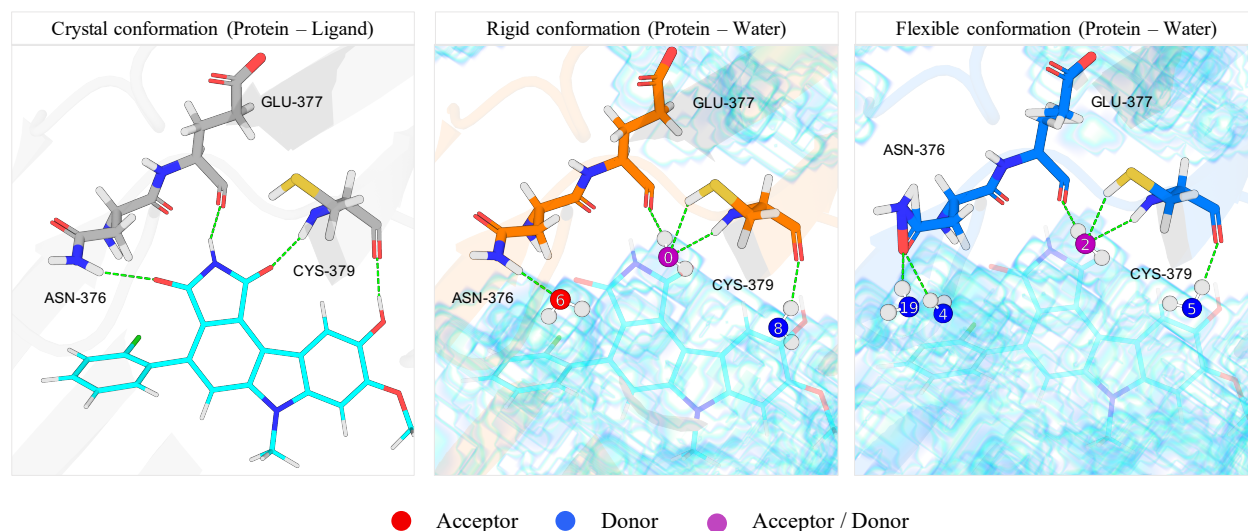 Crystal conformation (Protein – Ligand)
Rigid conformation (Protein – Water)
Flexible conformation (Protein – Water)
GLU-377
CYS-379
ASN-376
GLU-377
0
CYS-379
ASN-376
6
8
GLU-377
ASN-376
2
CYS-379
19
4
5
Acceptor
Donor
Acceptor / Donor